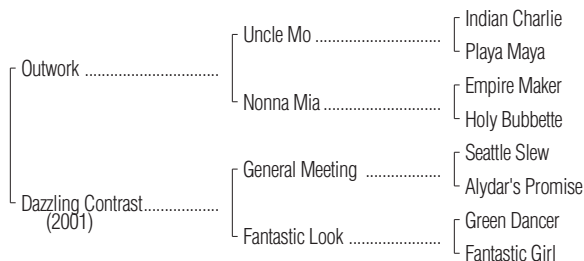 Indian Charlie
Uncle Mo ........................................
Playa Maya
Outwork ........................................
Empire Maker
Nonna Mia ...................................
Holy Bubbette
Seattle Slew
General Meeting .......................
Alydar's Promise
Dazzling Contrast......................
(2001)
Green Dancer
Fantastic Look .............................
Fantastic Girl